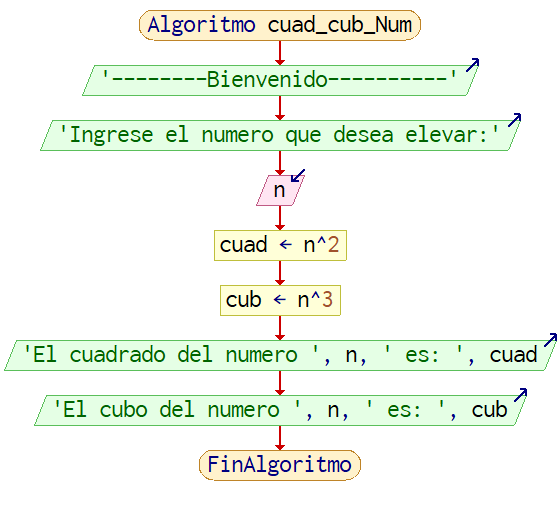 Algoritmo cuad_cub_Num
'--------Bienvenido----------'
'Ingrese el numero que desea elevar:'
n
cuad ← n^2
cub ← n^3
'El cuadrado del numero ', n, ' es: ', cuad
'El cubo del numero ', n, ' es: ', cub
FinAlgoritmo